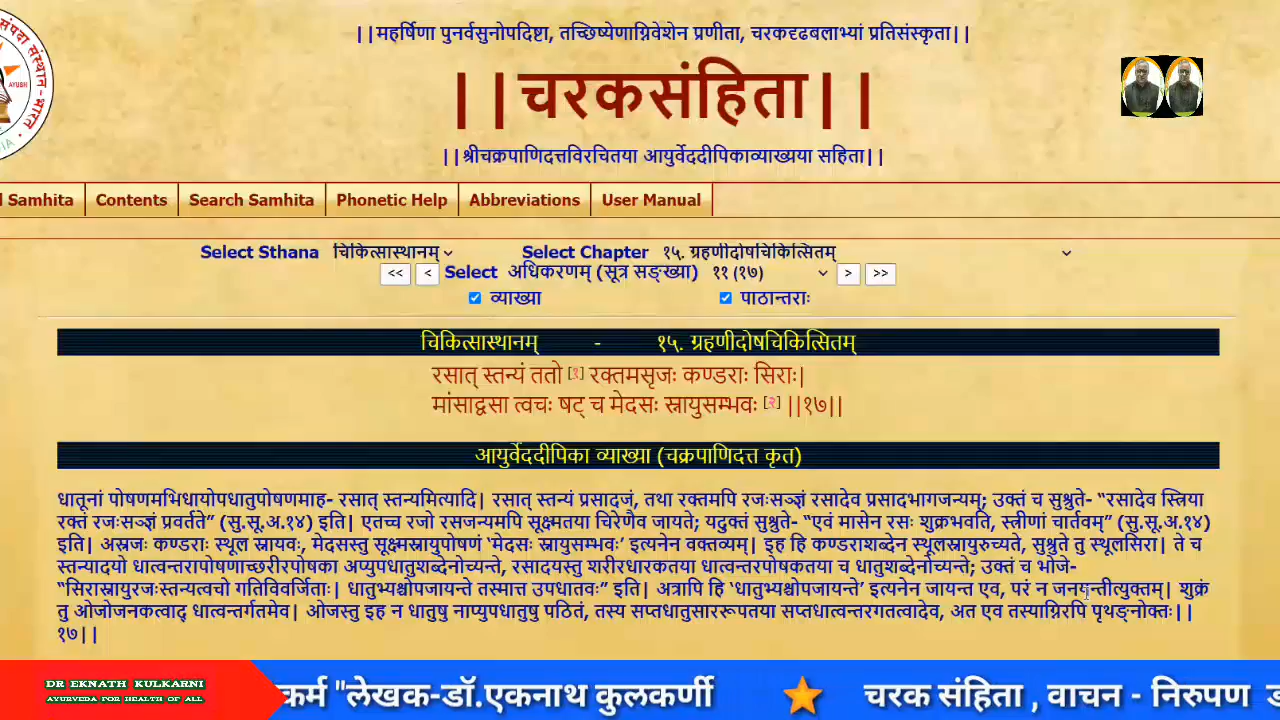 ||महर्षिणा पुनर्वसुनोपदिष्टा, तच्छिष्येणाग्निवेशेन प्रणीता, चरकदृढबलाभ्यां प्रतिसंस्कृता||
||चरकसंहिता||
||श्रीचक्रपाणिदत्तविरचितया आयुर्वेददीपिकाव्याख्यया सहिता||
संपदा संस्थान-भारत
AYUSH
Samhita Contents Search Samhita Phonetic Help Abbreviations User Manual
Select Sthana चिकित्सास्थानम् Select Chapter १५. ग्रहणीदोषचिकित्सितम्
<< < Select अधिकरणम् (सूत्र सङ्ख्या) ११ (१७) > >>
व्याख्या पाठान्तराः
चिकित्सास्थानम् - १५. ग्रहणीदोषचिकित्सितम्
रसात् स्तन्यं ततो [१] रक्तमसृजः कण्डराः सिराः|
मांसाद्वसा त्वचः षट् च मेदसः स्नायुसम्भवः [२] ||१७||
आयुर्वेददीपिका व्याख्या (चक्रपाणिदत्त कृत)
धातूनां पोषणमभिधायोपधातुपोषणमाह- रसात् स्तन्यमित्यादि| रसात् स्तन्यं प्रसादजं, तथा रक्तमपि रजःसञ्ज्ञं रसादेव प्रसादभागजन्यम्; उक्तं च सुश्रुते- “रसादेव स्त्रिया
रक्तं रजःसञ्ज्ञं प्रवर्तते” (सु.सू.अ.१४) इति| एतच्च रजो रसजन्यमपि सूक्ष्मतया चिरेणैव जायते; यदुक्तं सुश्रुते- “एवं मासेन रसः शुक्रभवति, स्त्रीणां चार्तवम्” (सु.सू.अ.१४)
इति| अस्रजः कण्डराः स्थूल स्नायवः, मेदसस्तु सूक्ष्मस्नायुपोषणं ‘मेदसः स्नायुसम्भवः’ इत्यनेन वक्तव्यम्| इह हि कण्डराशब्देन स्थूलस्नायुरुच्यते, सुश्रुते तु स्थूलसिरा| ते च
स्तन्यादयो धात्वन्तरापोषणाच्छरीरपोषका अप्युपधातुशब्देनोच्यन्ते, रसादयस्तु शरीरधारकतया धात्वन्तरपोषकतया च धातुशब्देनोच्यन्ते; उक्तं च भोजे-
“सिरास्नायुरजःस्तन्यत्वचो गतिविवर्जिताः| धातुभ्यश्चोपजायन्ते तस्मात्त उपधातवः” इति| अत्रापि हि ‘धातुभ्यश्चोपजायन्ते’ इत्यनेन जायन्त एव, परं न जनयन्तीत्युक्तम्| शुक्रं
तु ओजोजनकत्वाद् धात्वन्तर्गतमेव| ओजस्तु इह न धातुषु नाप्युपधातुषु पठितं, तस्य सप्तधातुसाररूपतया सप्तधात्वन्तरगतत्वादेव, अत एव तस्याग्निरपि पृथङ्नोक्तः||
१७||
DR EKNATH KULKARNI
AYURVEDA FOR HEALTH OF ALL
कर्म "लेखक-डॉ.एकनाथ कुलकर्णी ⭐ चरक संहिता , वाचन - निरुपण